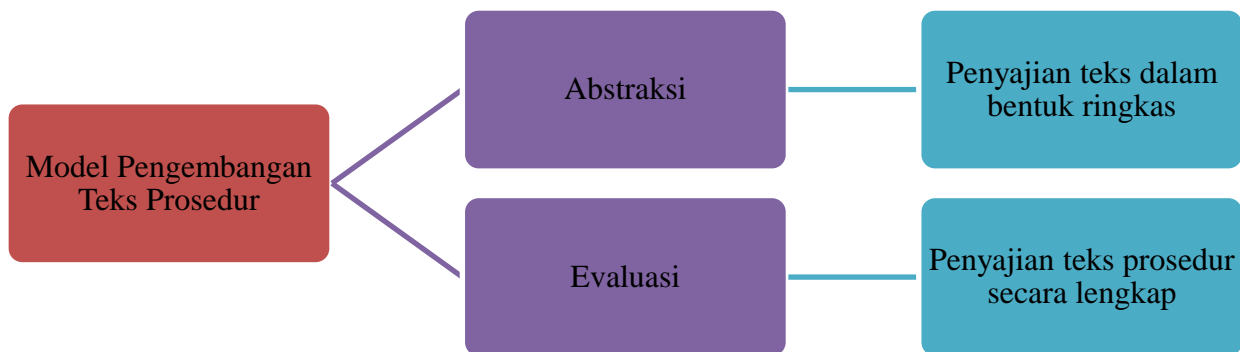 Model Pengembangan
Teks Prosedur
Abstraksi
Penyajian teks dalam
bentuk ringkas
Evaluasi
Penyajian teks prosedur
secara lengkap